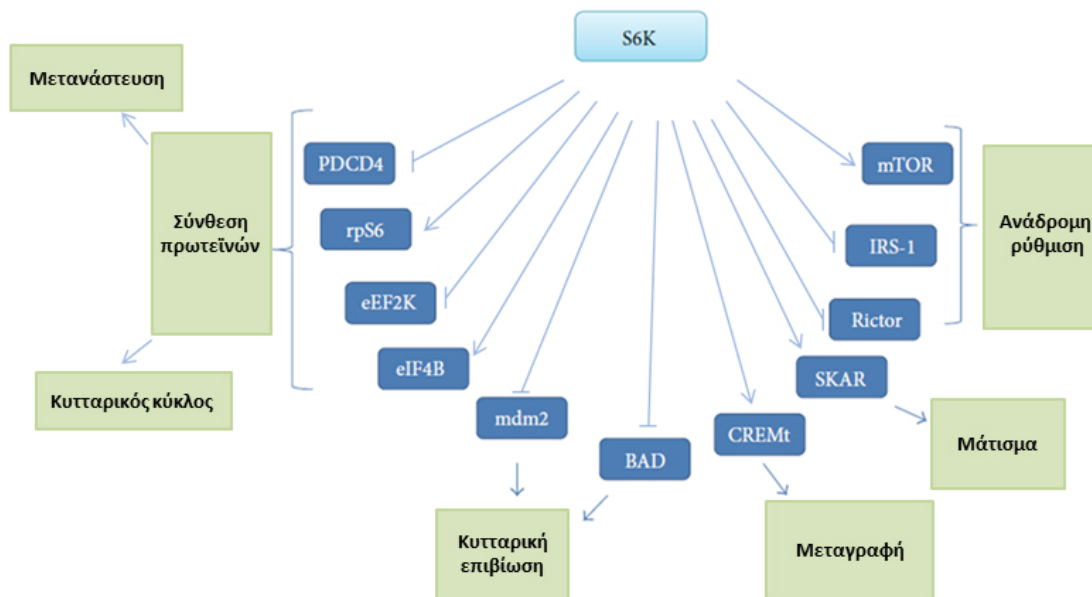 S6K
Μετανάστευση
PDCD4
mTOR
Σύνθεση
πρωτεϊνών
rpS6
IRS-1
Ανάδρομη
ρύθμιση
eEF2K
Rictor
eIF4B
SKAR
Κυτταρικός κύκλος
mdm2
CREMt
BAD
Μάτισμα
Κυτταρική
επιβίωση
Μεταγραφή